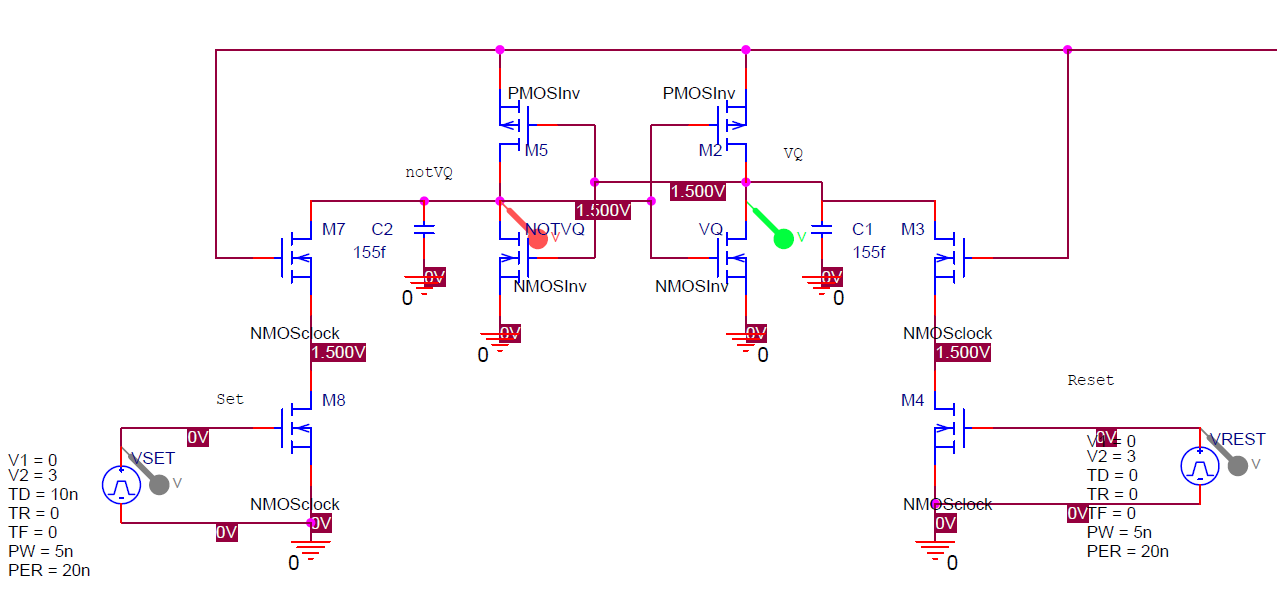 PMOSInv
PMOSInv
M5
M2
VQ
notVQ
1.500V
1.500V
M7
C2
NOTVQ
V
VQ
V
C1
M3
155f
155f
0V
0V
NMOSInv
NMOSInv
0
0
NMOSclock
0V
0V
NMOSclock
1.500V
0
0
1.500V
Set
Reset
M8
M4
0V
0V
V1 = 0
V2 = 3
TD = 10n
TR = 0
TF = 0
PW = 5n
PER = 20n
VSET
V
VREST
V
V1 = 0
V2 = 3
TD = 0
TR = 0
TF = 0
PW = 5n
PER = 20n
NMOSclock
NMOSclock
0V
0V
0V
0V
0
0